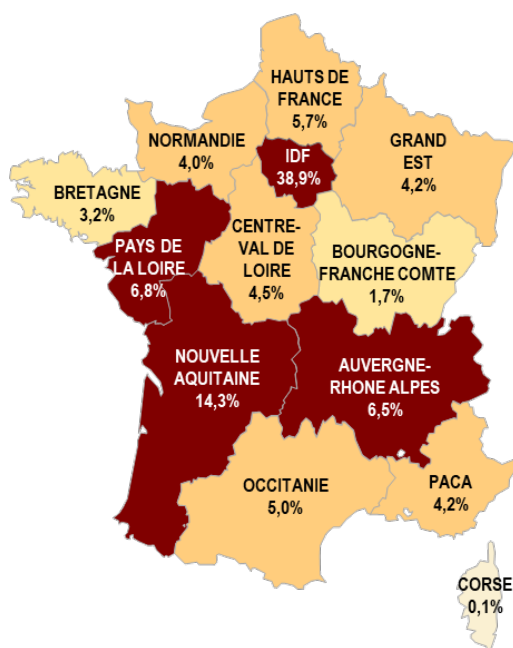 HAUTS DE
FRANCE
5,7%
NORMANDIE
4,0%
IDF
38,9%
GRAND
EST
4,2%
BRETAGNE
3,2%
PAYS DE
LA LOIRE
6,8%
CENTRE-
VAL DE
LOIRE
4,5%
BOURGOGNE-
FRANCHE COMTE
1,7%
NOUVELLE
AQUITAINE
14,3%
AUVERGNE-
RHONE ALPES
6,5%
OCCITANIE
5,0%
PACA
4,2%
CORSE
0,1%